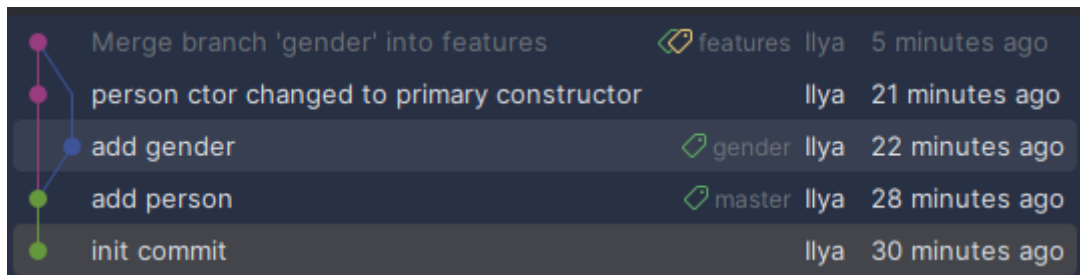 Merge branch 'gender' into features features Ilya 5 minutes ago
person ctor changed to primary constructor Ilya 21 minutes ago
add gender gender Ilya 22 minutes ago
add person master Ilya 28 minutes ago
init commit Ilya 30 minutes ago